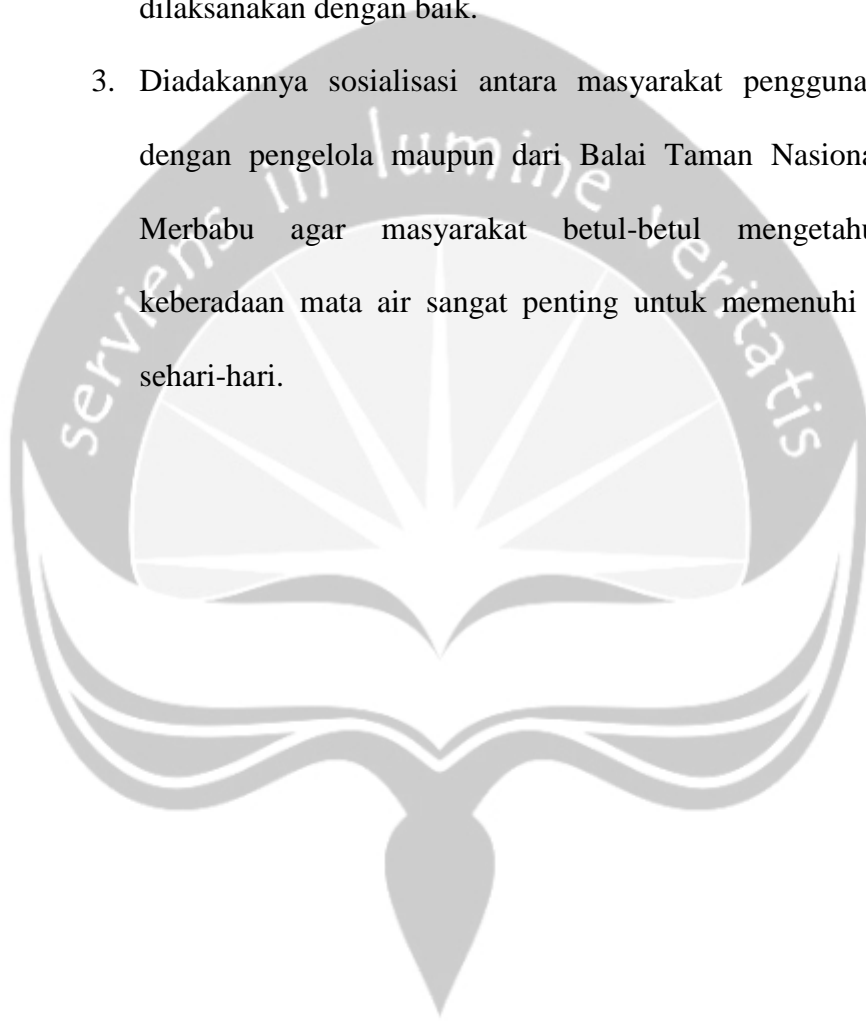 dilaksanakan dengan baik.
3. Diadakannya sosialisasi antara masyarakat pengguna
dengan pengelola maupun dari Balai Taman Nasiona
Merbabu agar masyarakat betul-betul mengetahu
keberadaan mata air sangat penting untuk memenuhi
sehari-hari.
serviens in lumine veritatis